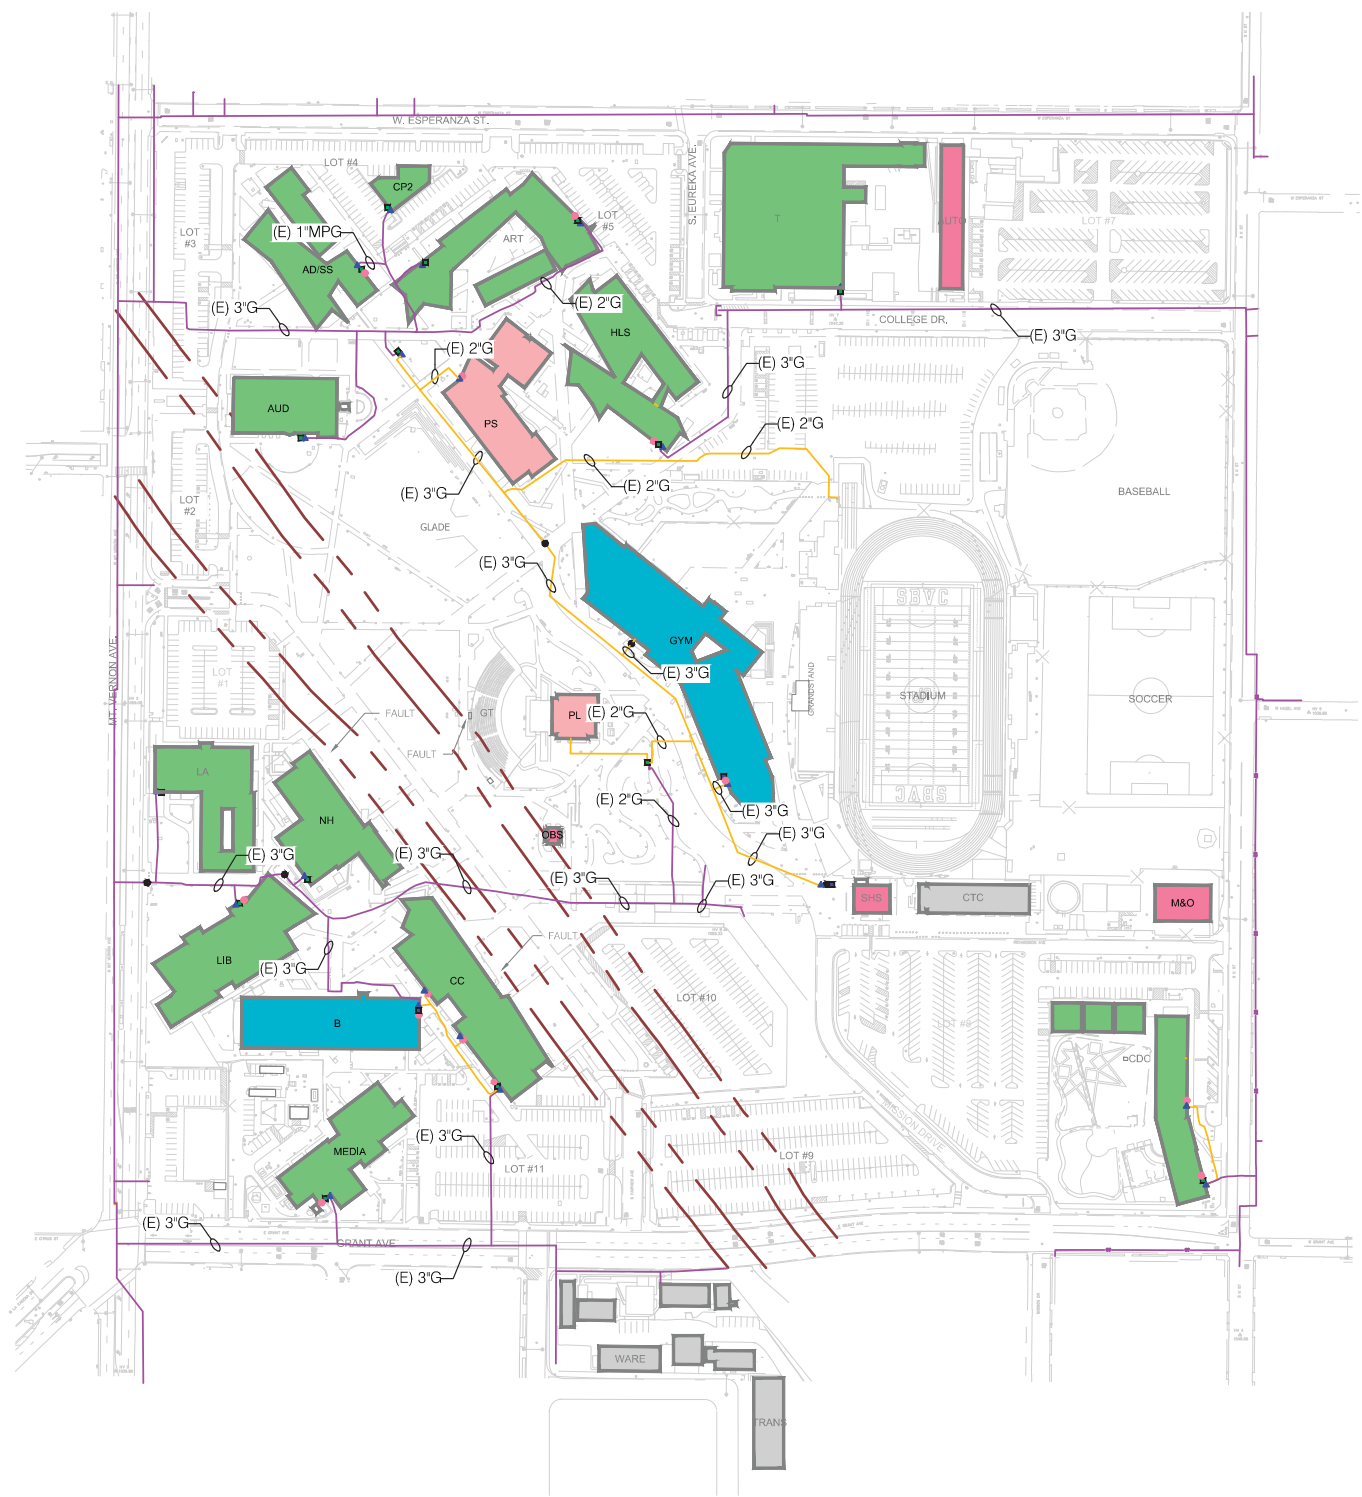 W. ESPERANZA ST.
LOT #4
CP2
S. EUREKA AVE.
LOT
#3
(E) 1"MPG
ART
LOT
#5
T
AUTO
LOT #7
AD/SS
(E) 3"G
(E) 2"G
COLLEGE DR.
(E) 3"G
HLS
(E) 2"G
(E) 3"G
AUD
PS
(E) 2"G
(E) 3"G
(E) 2"G
BASEBALL
LOT
#2
GLADE
(E) 3"G
SBVC
GYM
MT. VERNON AVE.
LOT
#1
(E) 3"G
GRANDSTAND
STADIUM
SOCCER
FAULT
GT
PL
(E) 2"G
FAULT
LA
SBVC
NH
(E) 2"G
(E) 3"G
OBS
(E) 3"G
(E) 3"G
(E) 3"G
(E) 3"G
(E) 3"G
SHS
CTC
M&O
FAULT
LIB
(E) 3"G
CC
LOT #10
B
LOT #8
CDC
MISSION DRIVE
(E) 3"G
MEDIA
LOT #11
LOT #9
(E) 3"G
GRANT AVE
(E) 3"G
WARE
TRANS